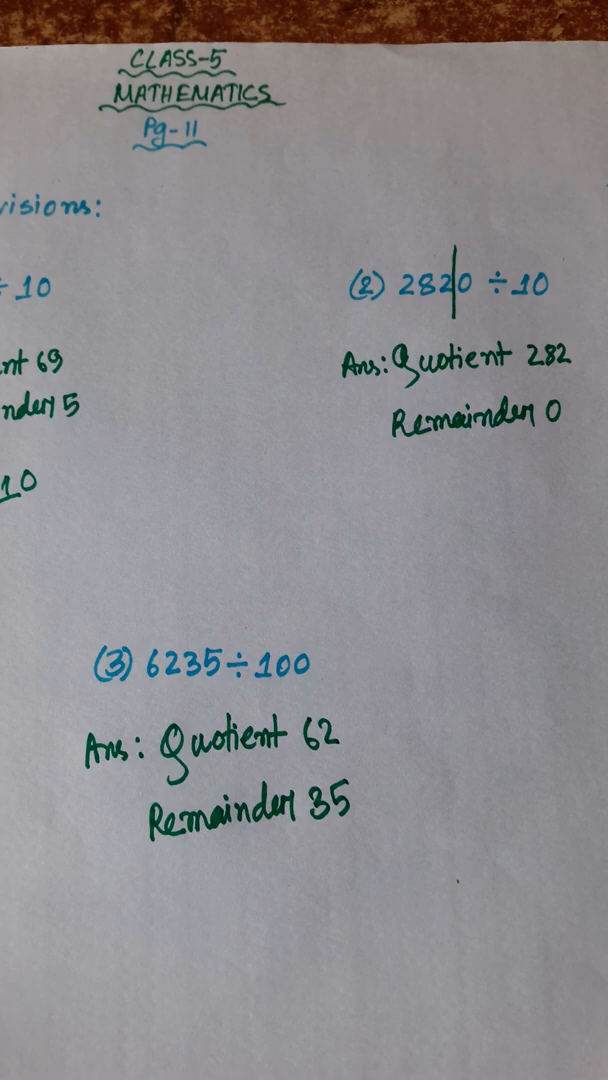 CLASS-5
MATHEMATICS
Pg-11
visions:
÷ 10
(2) 2820 ÷ 10
nt 69
Ans: Quotient 282
nder 5
Remainder 0
10
(3) 6235 ÷ 100
Ans: Quotient 62
Remainder 35